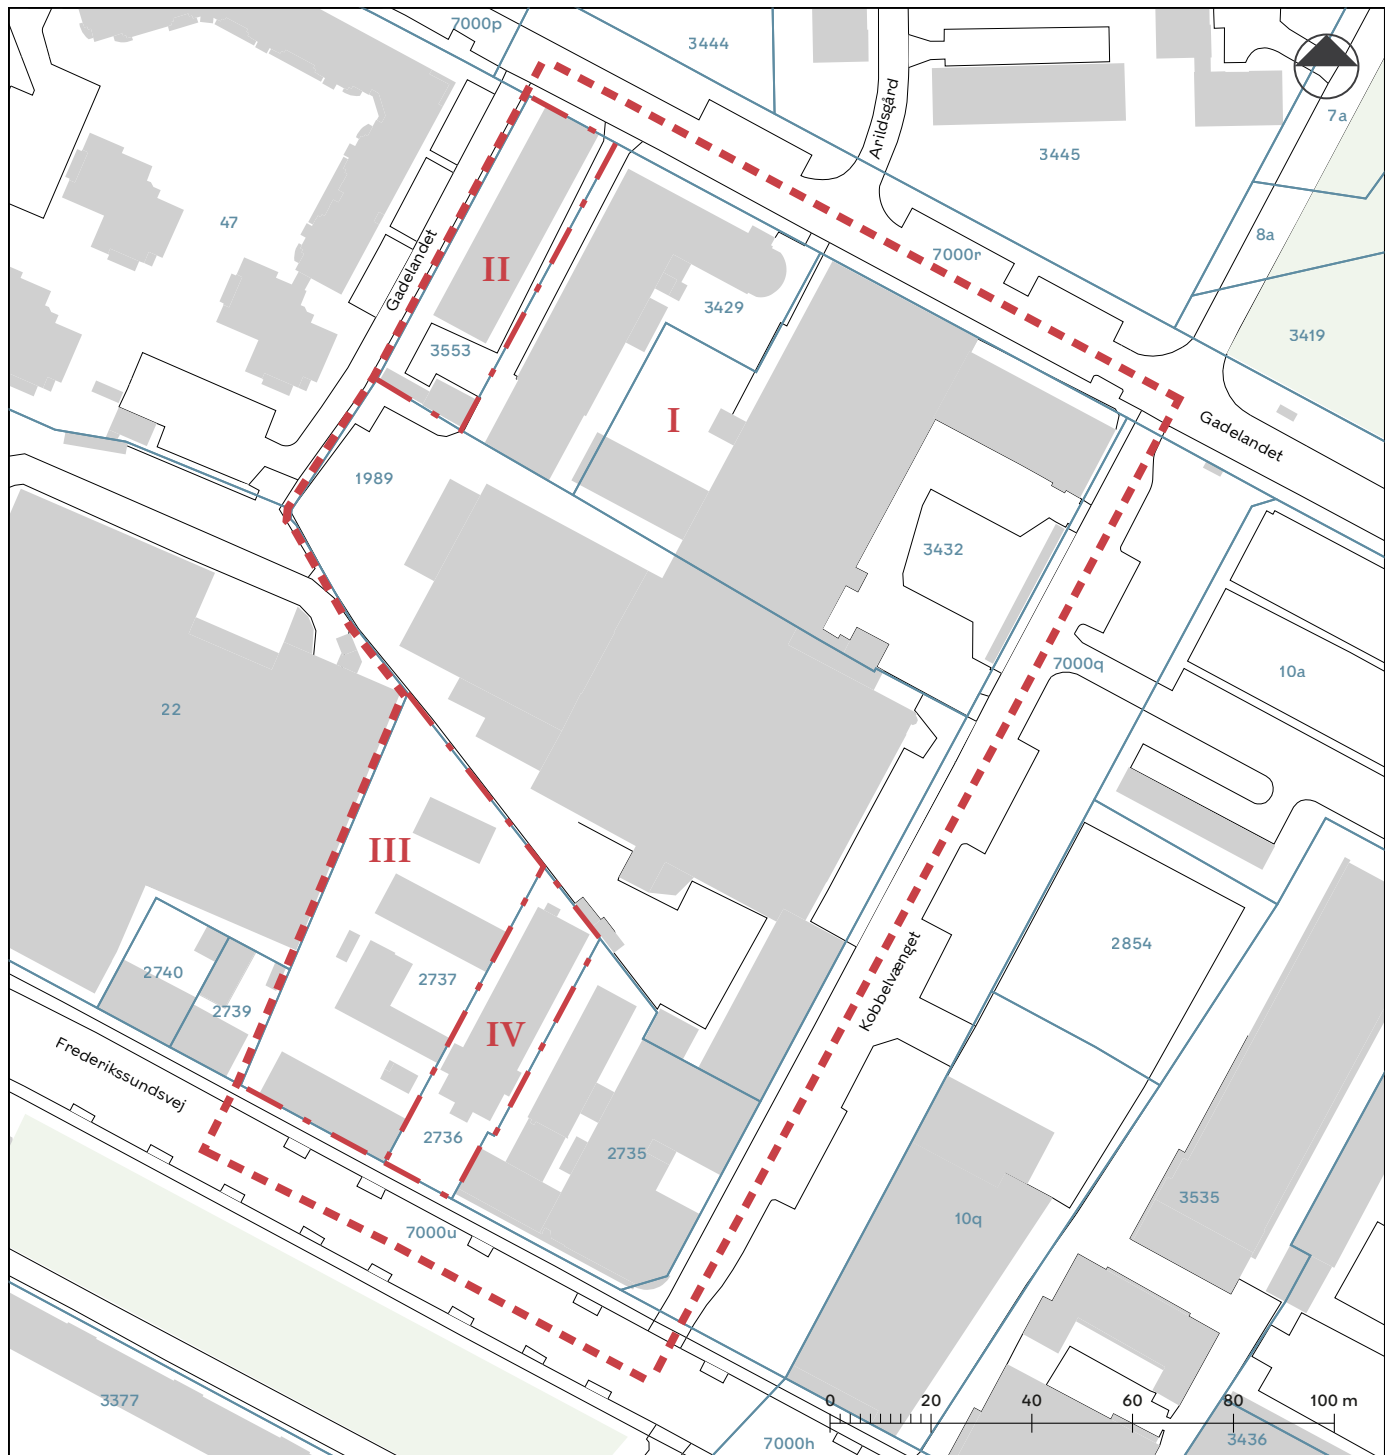 7000p
3444
Arildsgård
7a
3445
47
8a
Gadelandet
II
7000r
3429
3419
3553
I
Gadelandet
1989
3432
7000q
10a
22
III
2854
2740
2737
Kobbelvænget
2739
IV
Frederikssundsvej
2736
2735
3535
7000u
10q
3377
0 20 40 60 80 100 m
7000h
3436